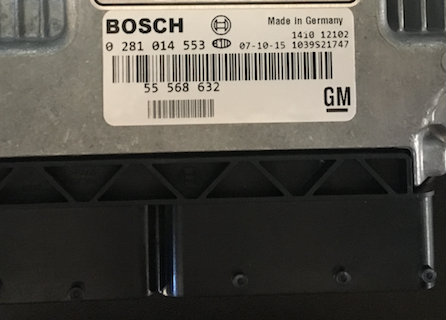 BOSCH Made in Germany
1410 12102
0 281 014 553 07-10-15 1039S21747
55 568 632
GM